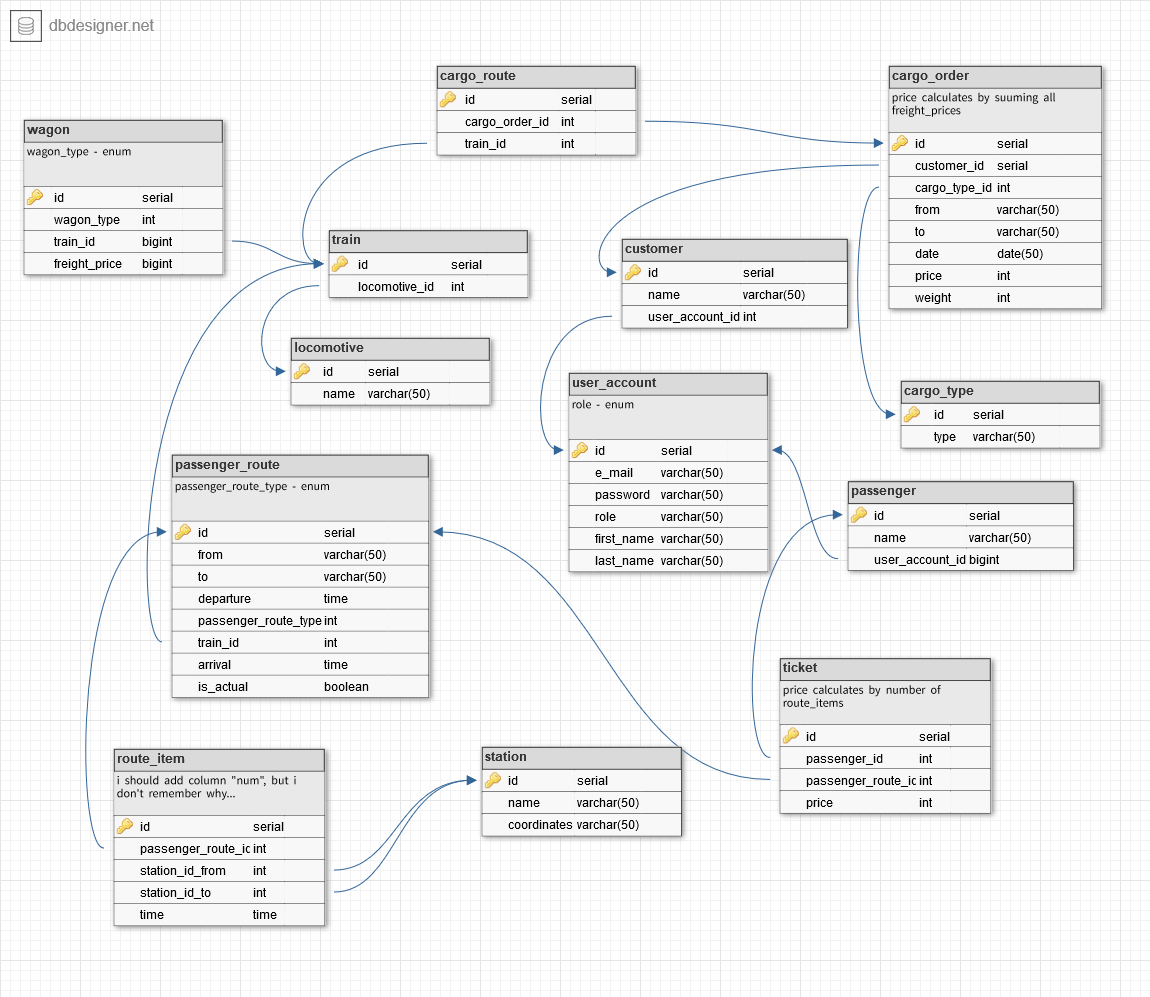 dbdesigner.net
cargo_route
id serial
cargo_order_id int
train_id int
cargo_order
price calculates by suuming all
freight_prices
id serial
customer_id serial
cargo_type_id int
from varchar(50)
to varchar(50)
date date(50)
price int
weight int
wagon
wagon_type - enum
id serial
wagon_type int
train_id bigint
freight_price bigint
train
id serial
locomotive_id int
customer
id serial
name varchar(50)
user_account_id int
locomotive
id serial
name varchar(50)
user_account
role - enum
id serial
e_mail varchar(50)
password varchar(50)
role varchar(50)
first_name varchar(50)
last_name varchar(50)
cargo_type
id serial
type varchar(50)
passenger_route
passenger_route_type - enum
id serial
from varchar(50)
to varchar(50)
departure time
passenger_route_type int
train_id int
arrival time
is_actual boolean
passenger
id serial
name varchar(50)
user_account_id bigint
ticket
price calculates by number of
route_items
id serial
passenger_id int
passenger_route_ic int
price int
route_item
i should add column "num", but i
don't remember why...
id serial
passenger_route_ic int
station_id_from int
station_id_to int
time time
station
id serial
name varchar(50)
coordinates varchar(50)